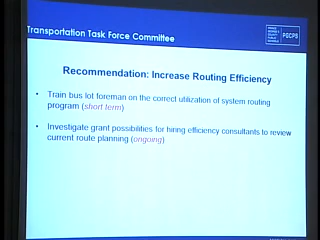 Transportation Task Force Committee
PGCPS
Recommendation: Increase Routing Efficiency
• Train bus lot foreman on the correct utilization of system routing
program (short term)
• Investigate grant possibilities for hiring efficiency consultants to review
current route planning (ongoing)